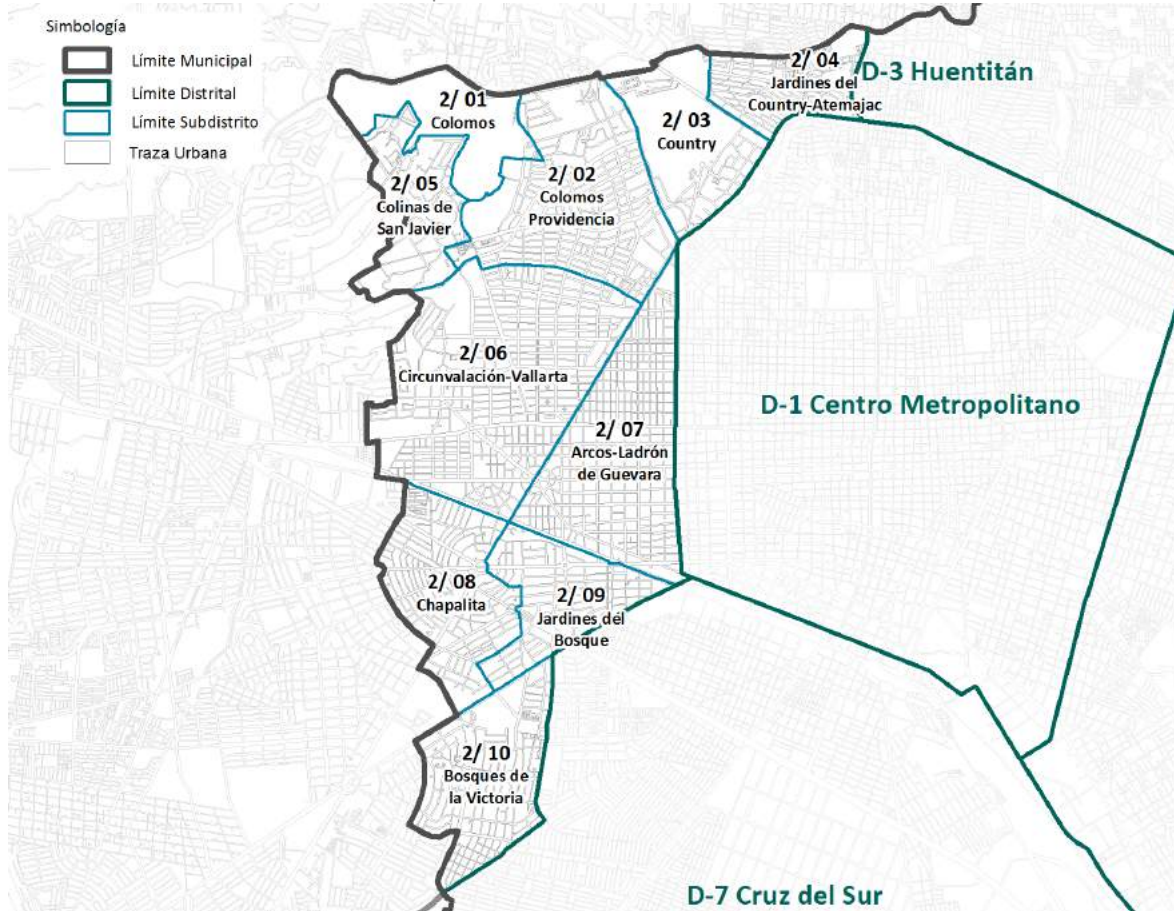 Simbología
Límite Municipal
Límite Distrital
Límite Subdistrito
Traza Urbana
2/ 01
Colomos
2/ 04
Jardines del
Country-Atemajac
D-3 Huentitán
2/ 03
Country
2/ 02
Colomos
Providencia
2/ 05
Colinas de
San Javier
2/ 06
Circunvalación-Vallarta
D-1 Centro Metropolitano
2/ 07
Arcos-Ladrón
de Guevara
2/ 08
Chapalita
2/ 09
Jardines del
Bosque
2/ 10
Bosques de
la Victoria
D-7 Cruz del Sur